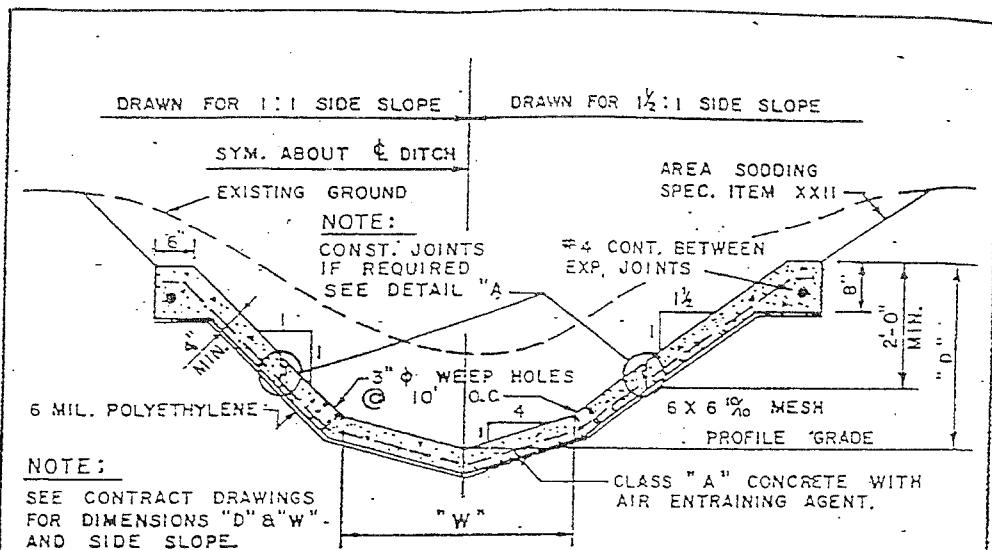 DRAWN FOR 1:1 SIDE SLOPE
DRAWN FOR 1½:1 SIDE SLOPE
SYM. ABOUT ℄ DITCH
EXISTING GROUND
AREA SODDING
SPEC. ITEM XXII
NOTE:
CONST. JOINTS
IF REQUIRED
SEE DETAIL "A
#4 CONT. BETWEEN
EXP. JOINTS
6"
8"
2'-0"
MIN.
"D"
1
1
1½
1
MIN.
3" ϕ WEEP HOLES
@ 10' O.C.
4
1
6 MIL. POLYETHYLENE
6 X 6 10/10 MESH
PROFILE GRADE
CLASS "A" CONCRETE WITH
AIR ENTRAINING AGENT.
NOTE:
SEE CONTRACT DRAWINGS
FOR DIMENSIONS "D" & "W"
AND SIDE SLOPE
"W"